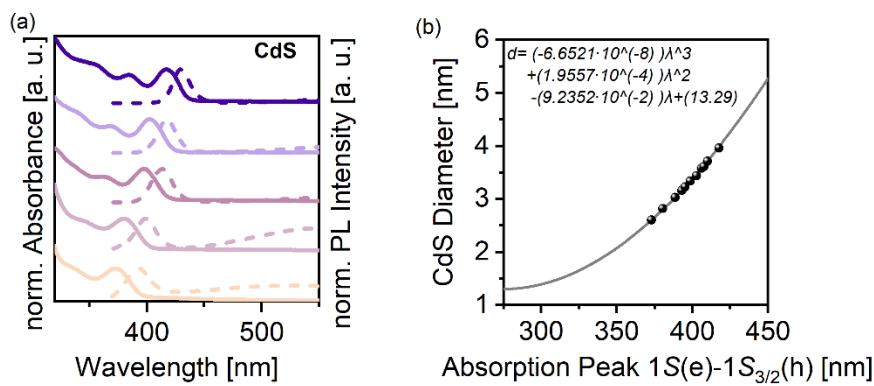 (a)
CdS
norm. Absorbance [a. u.]
norm. PL Intensity [a. u.]
400
500
Wavelength [nm]
(b)
d= (-6.6521·10^(-8) )λ^3
+(1.9557·10^(-4) )λ^2
-(9.2352·10^(-2) )λ+(13.29)
CdS Diameter [nm]
6
5
4
3
2
1
300
350
400
450
Absorption Peak 1S(e)-1S3/2(h) [nm]